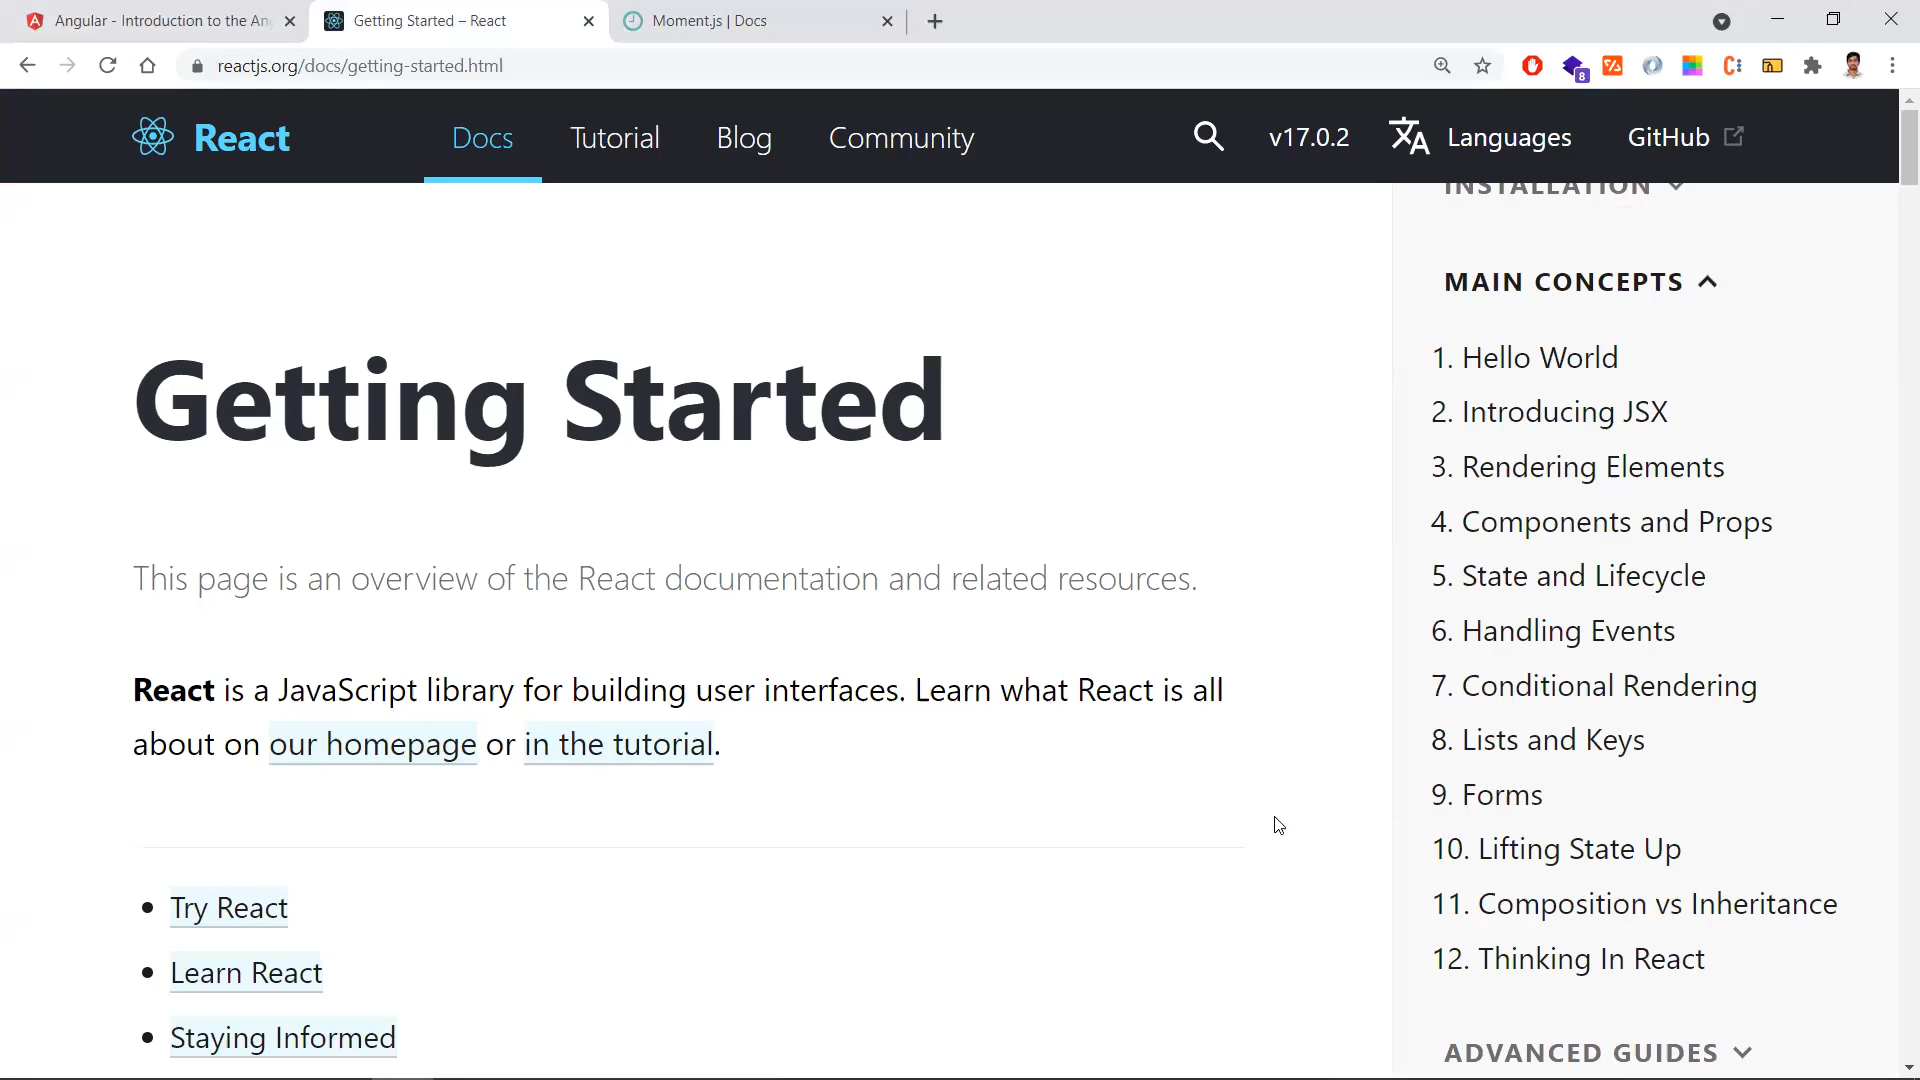 Angular - Introduction to the An
Getting Started – React
Moment.js | Docs
reactjs.org/docs/getting-started.html
8
React
Docs
Tutorial
Blog
Community
v17.0.2
Languages
GitHub
INSTALLATION
Getting Started
This page is an overview of the React documentation and related resources.
React is a JavaScript library for building user interfaces. Learn what React is all
about on our homepage or in the tutorial.
• Try React
• Learn React
• Staying Informed
MAIN CONCEPTS
1. Hello World
2. Introducing JSX
3. Rendering Elements
4. Components and Props
5. State and Lifecycle
6. Handling Events
7. Conditional Rendering
8. Lists and Keys
9. Forms
10. Lifting State Up
11. Composition vs Inheritance
12. Thinking In React
ADVANCED GUIDES